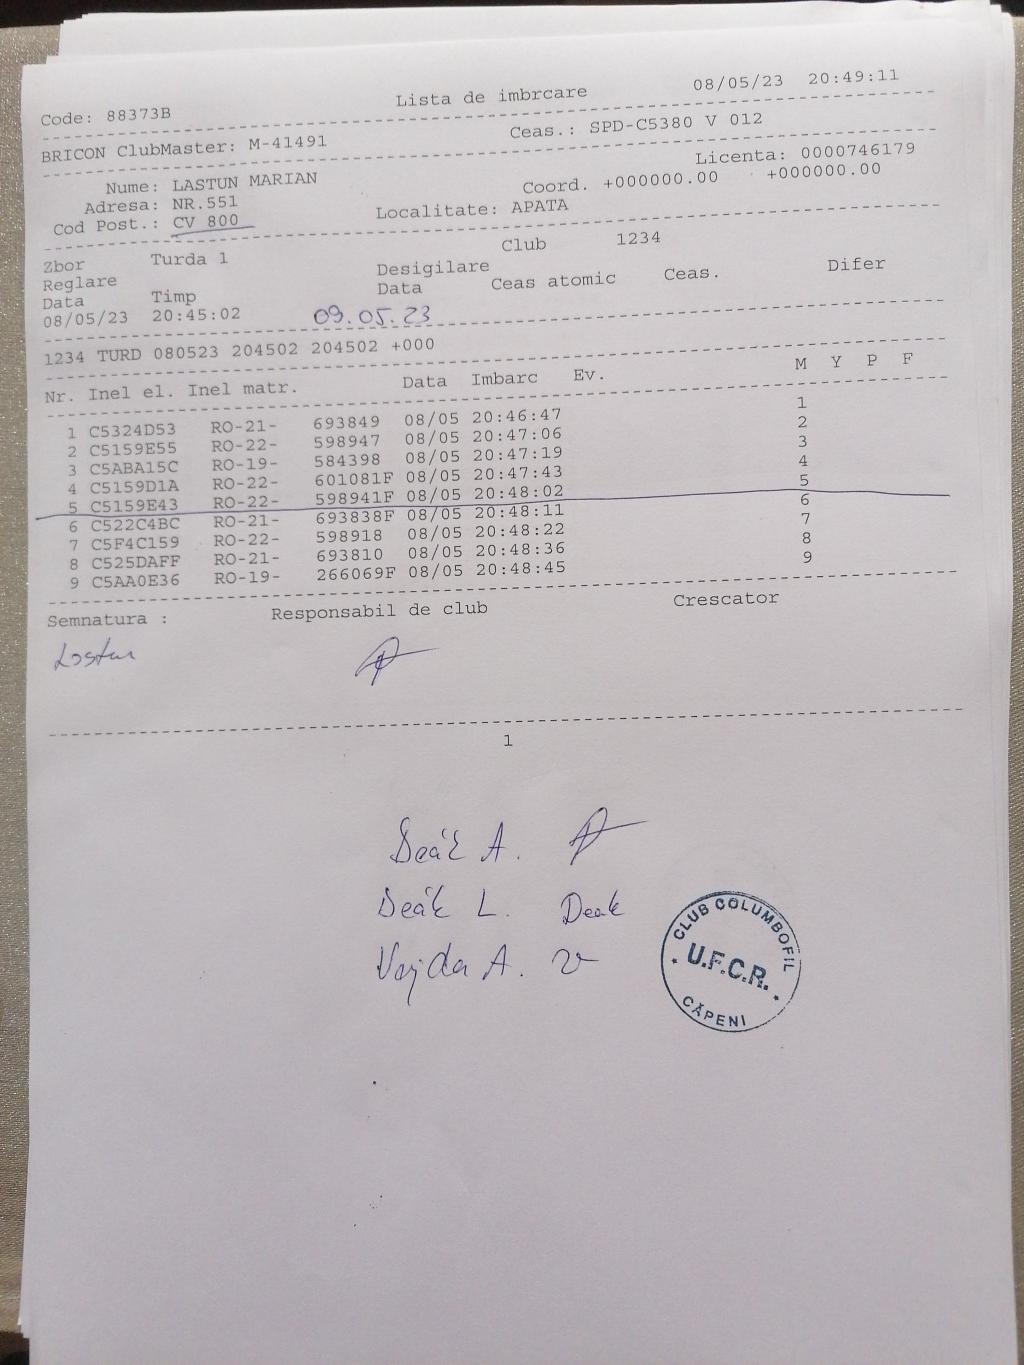 Code: 88373B Lista de imbrcare 08/05/23 20:49:11
BRICON ClubMaster: M-41491 Ceas.: SPD-C5380 V 012
Licenta: 0000746179
Nume: LASTUN MARIAN Coord. +000000.00 +000000.00
Adresa: NR.551
Cod Post.: CV 800 Localitate: APATA
Club 1234
Zbor Turda 1
Reglare Desigilare
Data Timp Data Ceas atomic Ceas. Difer
08/05/23 20:45:02 09.05.23
1234 TURD 080523 204502 204502 +000
Nr. Inel el. Inel matr. Data Imbarc Ev. M Y P F
1 C5324D53 RO-21- 693849 08/05 20:46:47 1
2 C5159E55 RO-22- 598947 08/05 20:47:06 2
3 C5ABA15C RO-19- 584398 08/05 20:47:19 3
4 C5159D1A RO-22- 601081F 08/05 20:47:43 4
5 C5159E43 RO-22- 598941F 08/05 20:48:02 5
6 C522C4BC RO-21- 693838F 08/05 20:48:11 6
7 C5F4C159 RO-22- 598918 08/05 20:48:22 7
8 C525DAFF RO-21- 693810 08/05 20:48:36 8
9 C5AA0E36 RO-19- 266069F 08/05 20:48:45 9
Semnatura : Responsabil de club Crescator
Lostun
1
Deák A.
Deák L. Deak
Vajda A. V
CLUB COLUMBOFIL
U.F.C.R.
CĂPENI